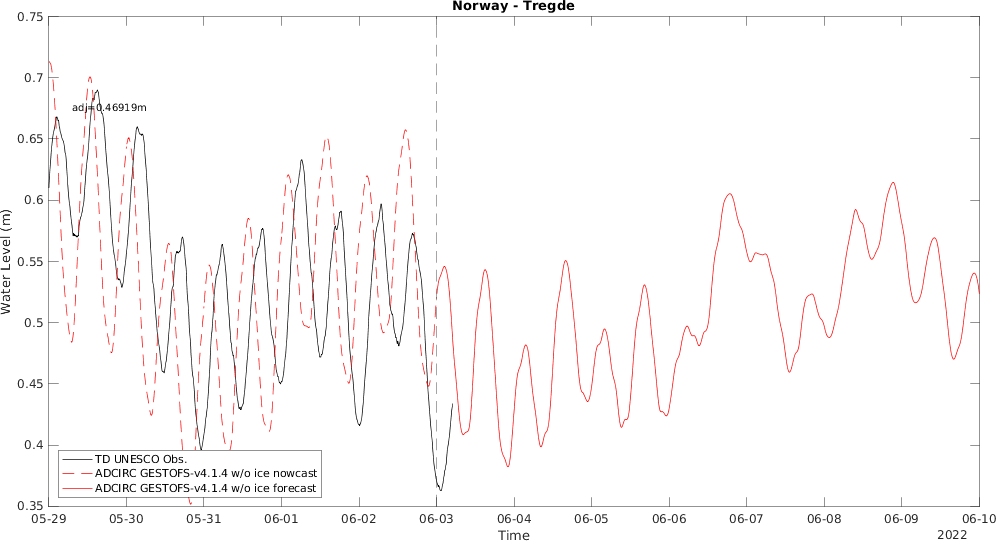 Norway - Tregde
0.75
0.7
0.65
0.6
0.55
0.5
0.45
0.4
0.35
Water Level (m)
adj=0.46919m
TD UNESCO Obs.
ADCIRC GESTOFS-v4.1.4 w/o ice nowcast
ADCIRC GESTOFS-v4.1.4 w/o ice forecast
05-29 05-30 05-31 06-01 06-02 06-03 06-04 06-05 06-06 06-07 06-08 06-09 06-10
Time
2022